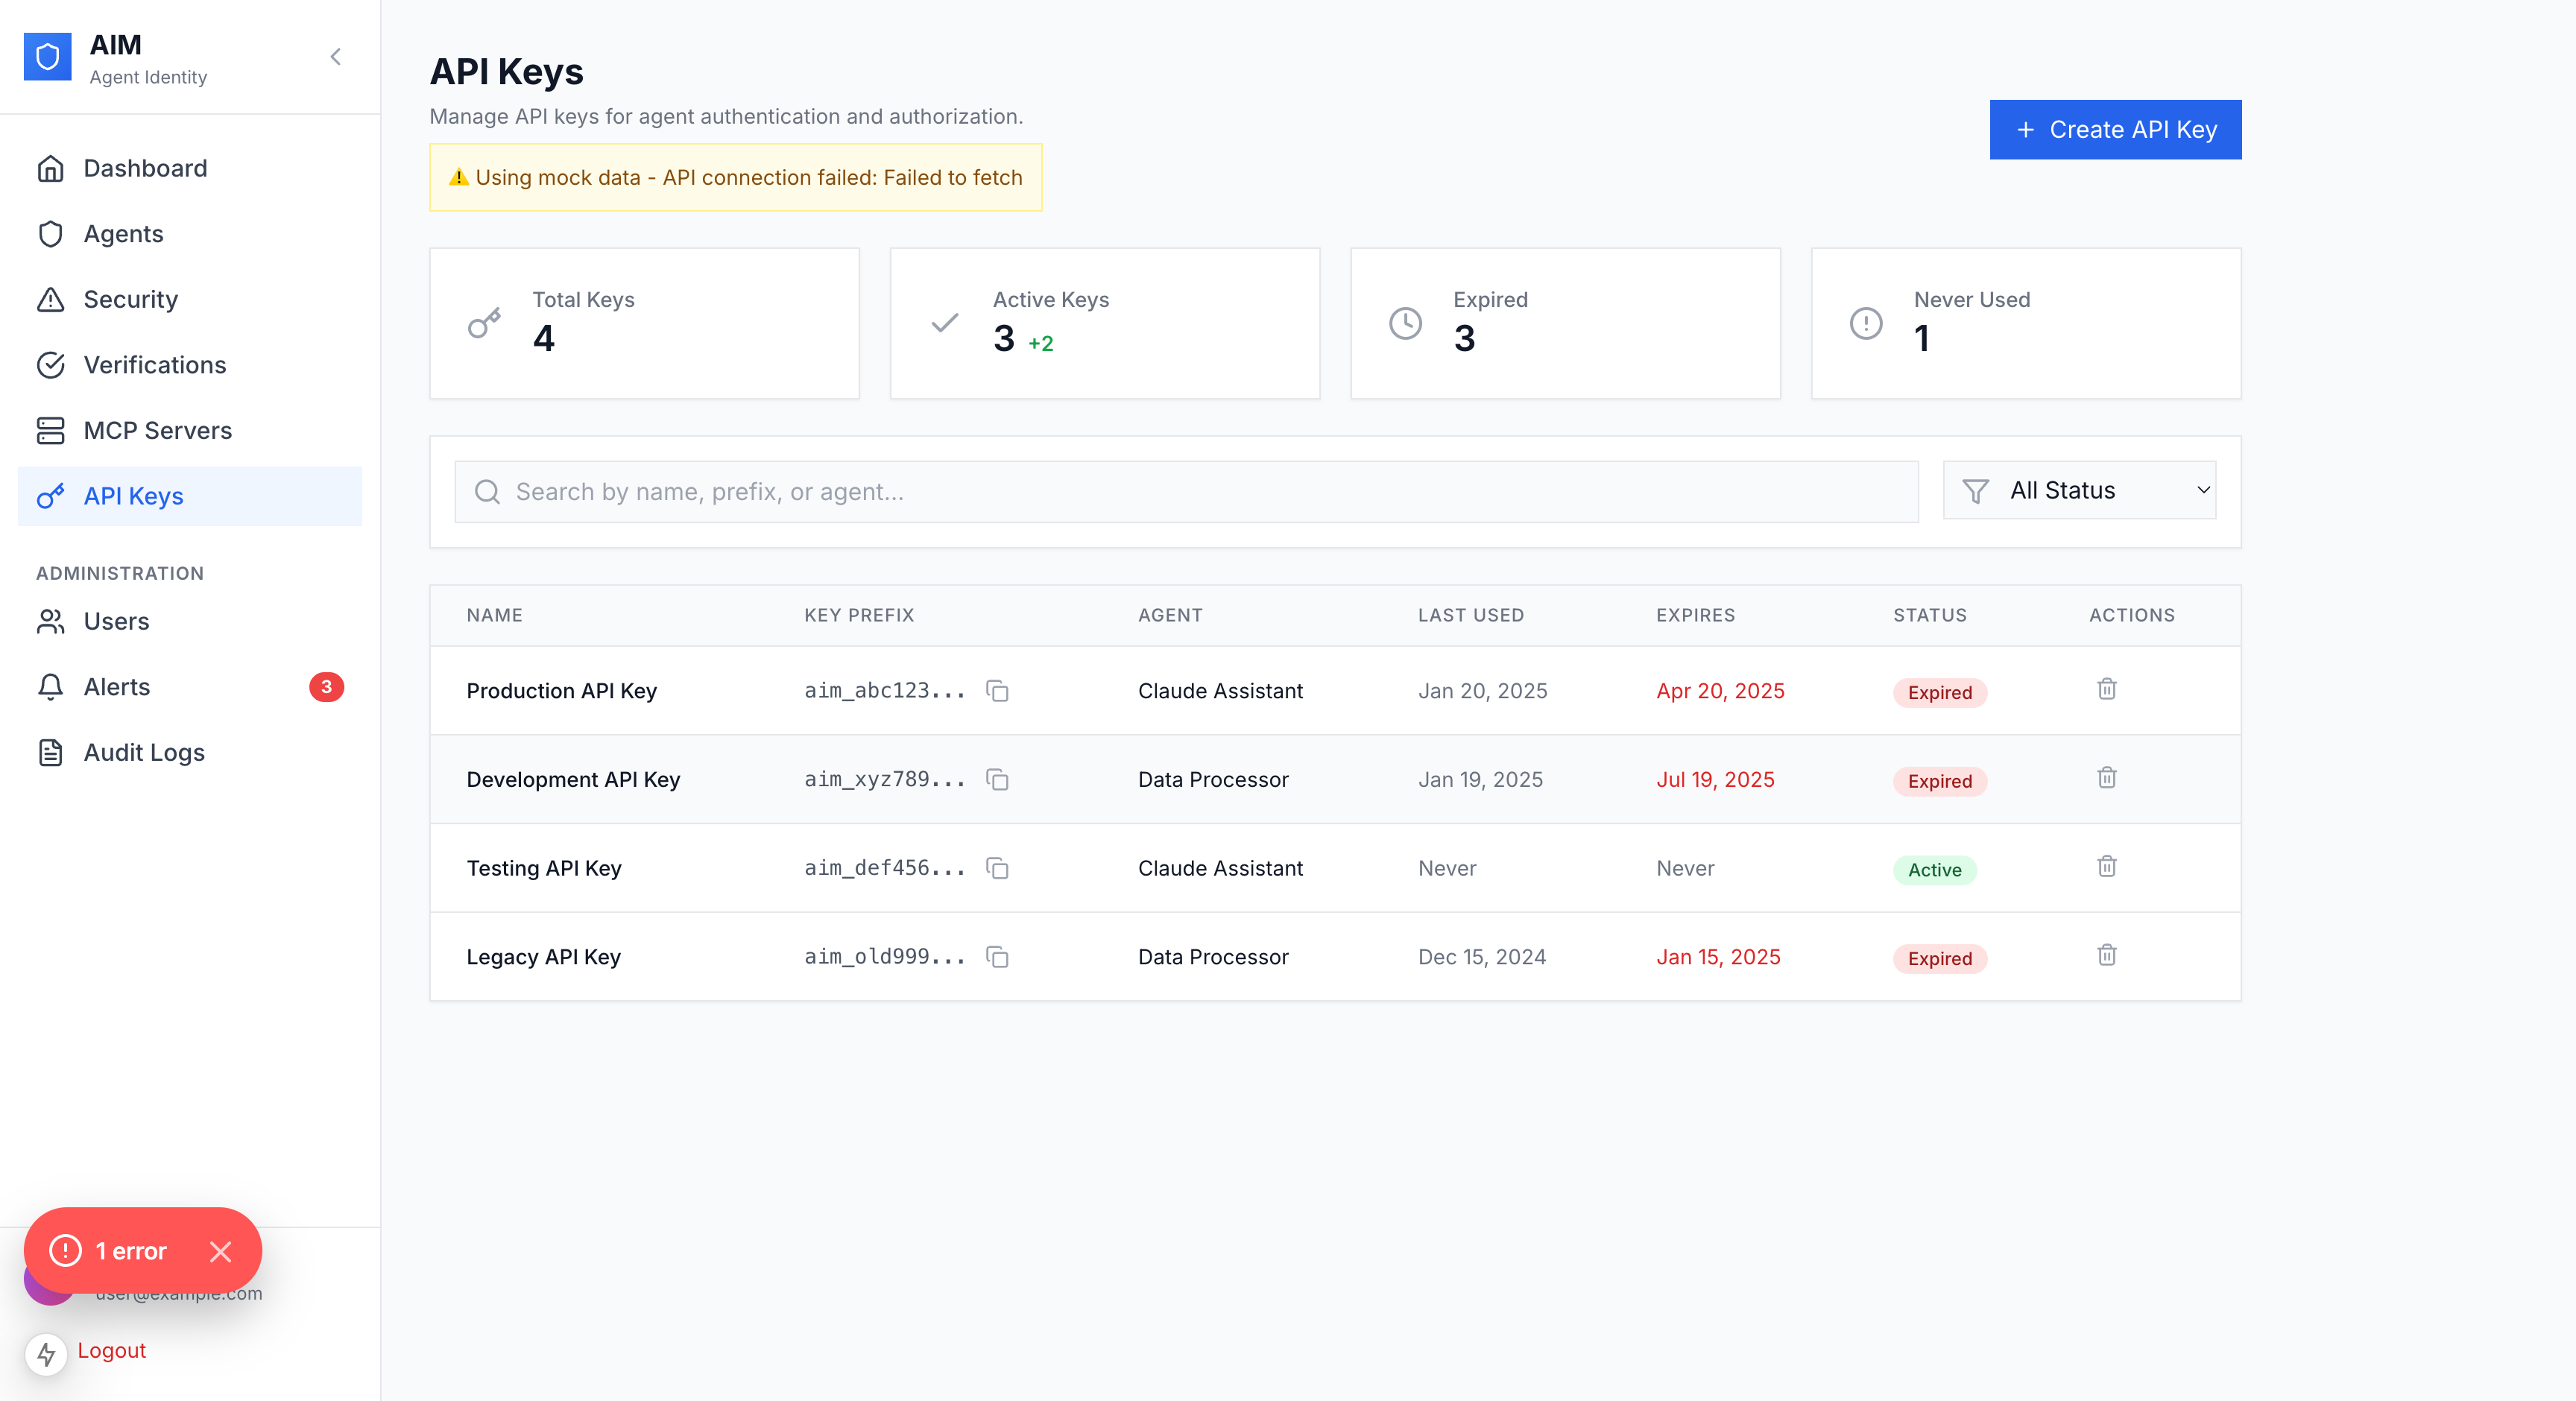 AIM
Agent Identity
Dashboard
Agents
Security
Verifications
MCP Servers
API Keys
ADMINISTRATION
Users
Alerts 3
Audit Logs
1 error
user@example.com
Logout
API Keys
Manage API keys for agent authentication and authorization.
Using mock data - API connection failed: Failed to fetch
+ Create API Key
Total Keys
4
Active Keys
3 +2
Expired
3
Never Used
1
Search by name, prefix, or agent...
All Status
NAME KEY PREFIX AGENT LAST USED EXPIRES STATUS ACTIONS
Production API Key aim_abc123... Claude Assistant Jan 20, 2025 Apr 20, 2025 Expired
Development API Key aim_xyz789... Data Processor Jan 19, 2025 Jul 19, 2025 Expired
Testing API Key aim_def456... Claude Assistant Never Never Active
Legacy API Key aim_old999... Data Processor Dec 15, 2024 Jan 15, 2025 Expired